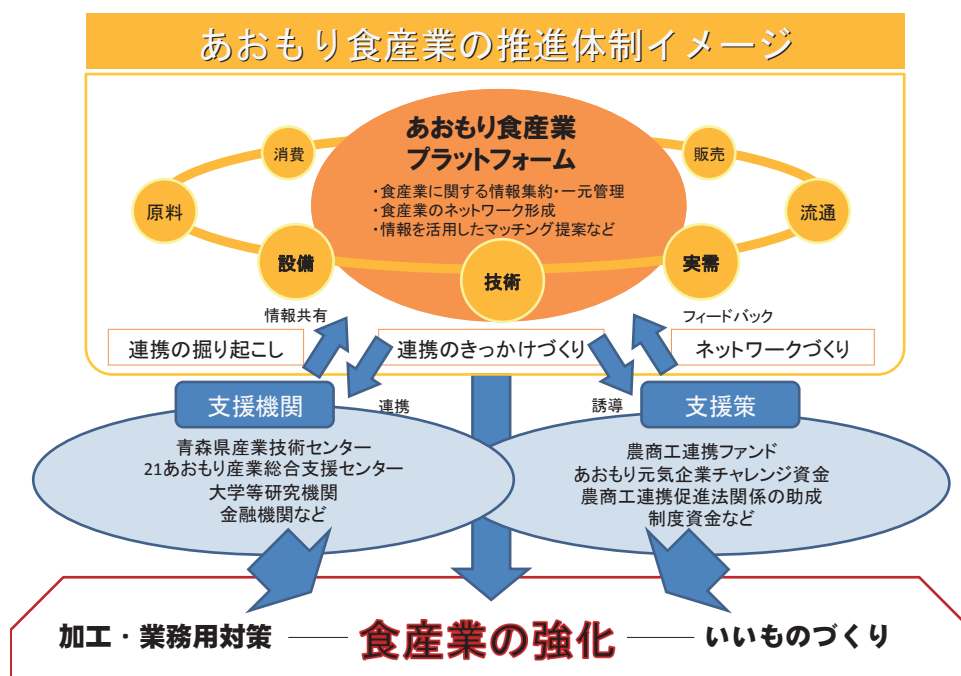 あおもり食産業の推進体制イメージ
あおもり食産業
プラットフォーム
・食産業に関する情報集約・一元管理
・食産業のネットワーク形成
・情報を活用したマッチング提案など
消費
販売
原料
流通
設備
技術
実需
情報共有
フィードバック
連携の掘り起こし
連携のきっかけづくり
ネットワークづくり
支援機関
連携
誘導
支援策
青森県産業技術センター
21あおもり産業総合支援センター
大学等研究機関
金融機関など
農商工連携ファンド
あおもり元気企業チャレンジ資金
農商工連携促進法関係の助成
制度資金など
加工・業務用対策
食産業の強化
いいものづくり